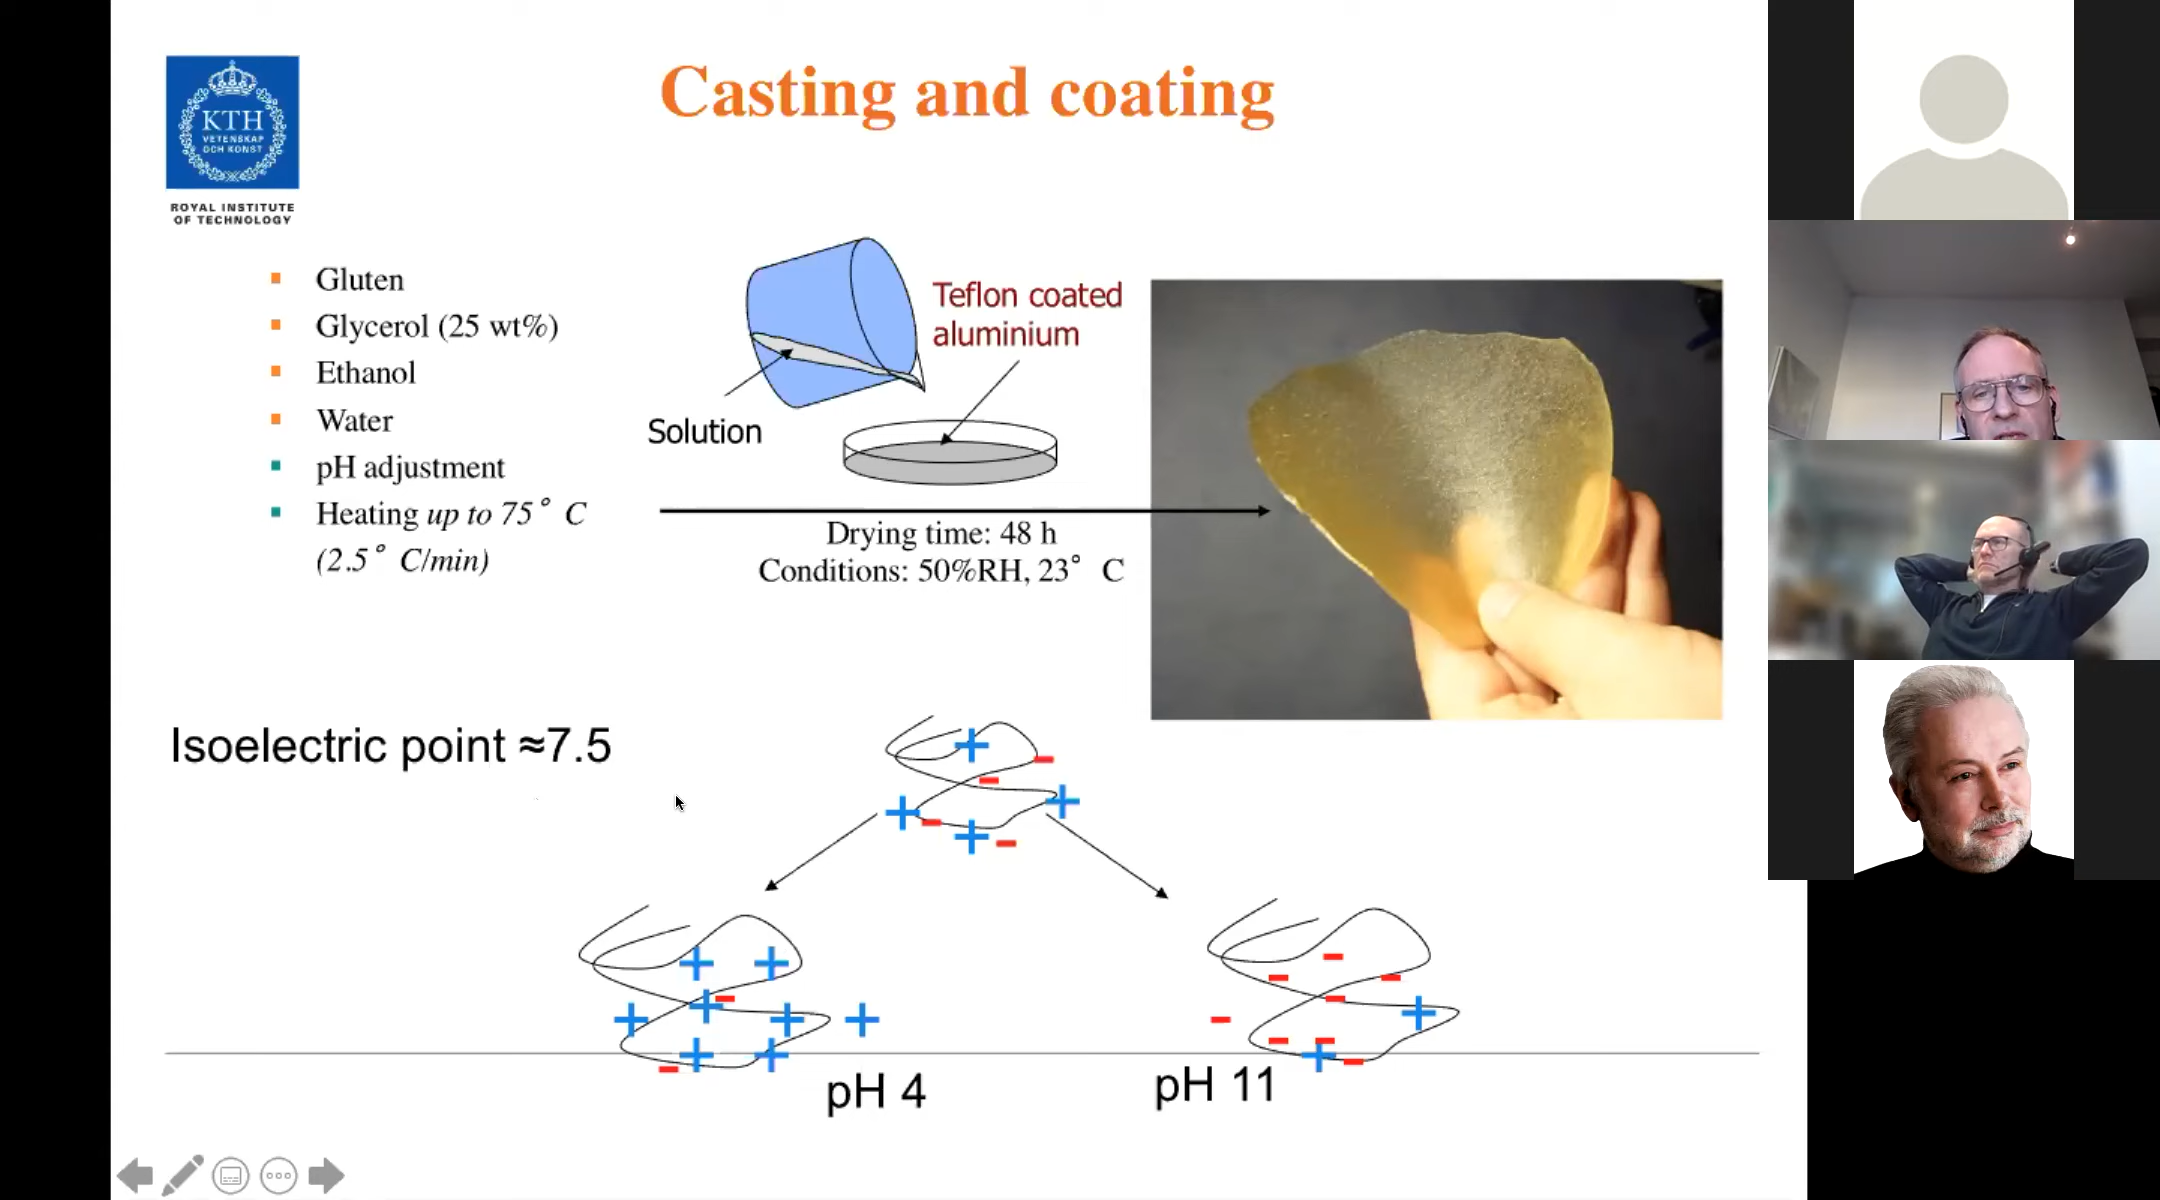 Casting and coating
KTH
VETENSKAP
OCH KONST
ROYAL INSTITUTE
OF TECHNOLOGY
Gluten
Glycerol (25 wt%)
Ethanol
Water
pH adjustment
Heating up to 75° C
(2.5° C/min)
Solution
Teflon coated
aluminium
Drying time: 48 h
Conditions: 50%RH, 23° C
Isoelectric point ≈7.5
pH 4
pH 11